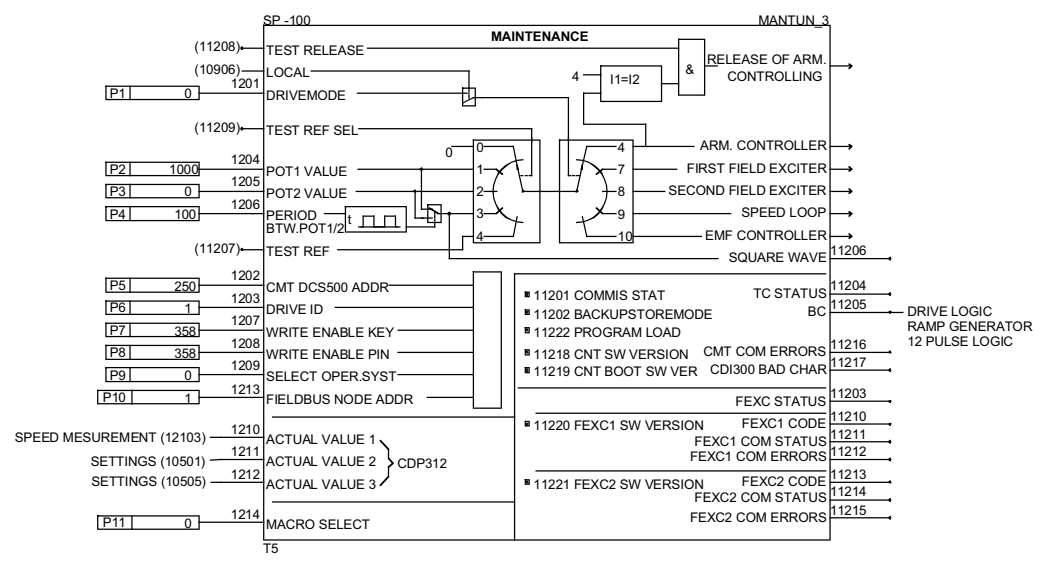 SP -100 MANTUN_3
MAINTENANCE
(11208) TEST RELEASE
(10906) LOCAL
P1 0 1201 DRIVEMODE
(11209) TEST REF SEL
P2 1000 1204 POT1 VALUE
P3 0 1205 POT2 VALUE
P4 100 1206 PERIOD
BTW.POT1/2
t
(11207) TEST REF
0
0
1
2
3
4
4 I1=I2
&
RELEASE OF ARM.
CONTROLLING
4 ARM. CONTROLLER
7 FIRST FIELD EXCITER
8 SECOND FIELD EXCITER
9 SPEED LOOP
10 EMF CONTROLLER
SQUARE WAVE 11206
P5 250 1202 CMT DCS500 ADDR
P6 1 1203 DRIVE ID
P7 358 1207 WRITE ENABLE KEY
P8 358 1208 WRITE ENABLE PIN
P9 0 1209 SELECT OPER.SYST
P10 1 1213 FIELDBUS NODE ADDR
11201 COMMIS STAT
11202 BACKUPSTOREMODE
11222 PROGRAM LOAD
11218 CNT SW VERSION
11219 CNT BOOT SW VER
TC STATUS 11204
BC 11205
DRIVE LOGIC
RAMP GENERATOR
12 PULSE LOGIC
CMT COM ERRORS 11216
CDI300 BAD CHAR 11217
FEXC STATUS 11203
11220 FEXC1 SW VERSION
FEXC1 CODE 11210
FEXC1 COM STATUS 11211
FEXC1 COM ERRORS 11212
11221 FEXC2 SW VERSION
FEXC2 CODE 11213
FEXC2 COM STATUS 11214
FEXC2 COM ERRORS 11215
SPEED MESUREMENT (12103) 1210 ACTUAL VALUE 1
SETTINGS (10501) 1211 ACTUAL VALUE 2
SETTINGS (10505) 1212 ACTUAL VALUE 3
CDP312
P11 0 1214 MACRO SELECT
T5